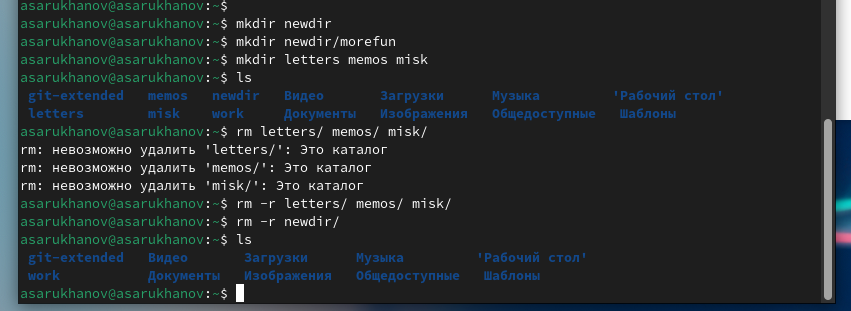 asarukhanov@asarukhanov:~$
asarukhanov@asarukhanov:~$ mkdir newdir
asarukhanov@asarukhanov:~$ mkdir newdir/morefun
asarukhanov@asarukhanov:~$ mkdir letters memos misk
asarukhanov@asarukhanov:~$ ls
git-extended memos newdir Видео Загрузки Музыка 'Рабочий стол'
letters misk work Документы Изображения Общедоступные Шаблоны
asarukhanov@asarukhanov:~$ rm letters/ memos/ misk/
rm: невозможно удалить 'letters/': Это каталог
rm: невозможно удалить 'memos/': Это каталог
rm: невозможно удалить 'misk/': Это каталог
asarukhanov@asarukhanov:~$ rm -r letters/ memos/ misk/
asarukhanov@asarukhanov:~$ rm -r newdir/
asarukhanov@asarukhanov:~$ ls
git-extended Видео Загрузки Музыка 'Рабочий стол'
work Документы Изображения Общедоступные Шаблоны
asarukhanov@asarukhanov:~$